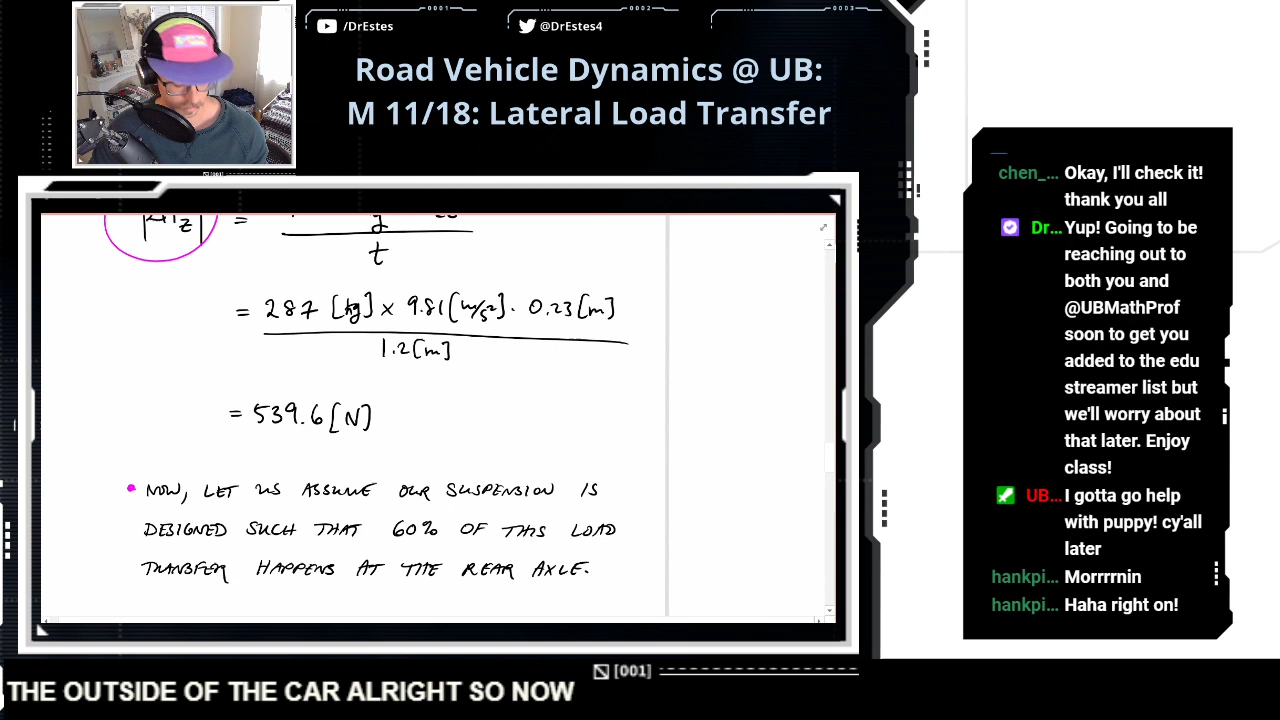 0001
0002
0003
/DrEstes
@DrEstes4
Road Vehicle Dynamics @ UB:
M 11/18: Lateral Load Transfer
[001]
=
t
= 287 [kg] x 9.81[m/s²] · 0.23[m]
1.2[m]
= 539.6[N]
• NOW, LET US ASSUME OUR SUSPENSION IS
DESIGNED SUCH THAT 60% OF THIS LOAD
TRANSFER HAPPENS AT THE REAR AXLE.
chen_... Okay, I'll check it!
thank you all
Dr... Yup! Going to be
reaching out to
both you and
@UBMathProf
soon to get you
added to the edu
streamer list but
we'll worry about
that later. Enjoy
class!
UB... I gotta go help
with puppy! cy'all
later
hankpi... Morrrrnin
hankpi... Haha right on!
[001]
THE OUTSIDE OF THE CAR ALRIGHT SO NOW